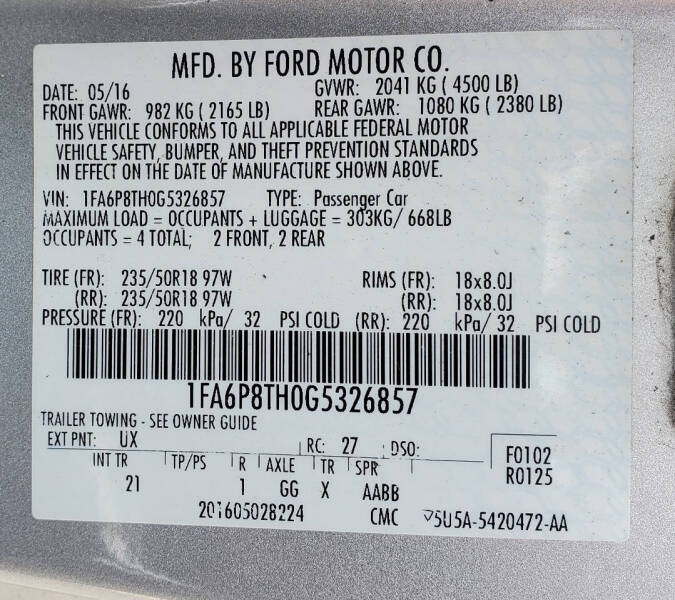 MFD. BY FORD MOTOR CO.
DATE: 05/16 GVWR: 2041 KG ( 4500 LB)
FRONT GAWR: 982 KG ( 2165 LB) REAR GAWR: 1080 KG ( 2380 LB)
THIS VEHICLE CONFORMS TO ALL APPLICABLE FEDERAL MOTOR
VEHICLE SAFETY, BUMPER, AND THEFT PREVENTION STANDARDS
IN EFFECT ON THE DATE OF MANUFACTURE SHOWN ABOVE.
VIN: 1FA6P8TH0G5326857 TYPE: Passenger Car
MAXIMUM LOAD = OCCUPANTS + LUGGAGE = 303KG/ 668LB
OCCUPANTS = 4 TOTAL; 2 FRONT, 2 REAR
TIRE (FR): 235/50R18 97W RIMS (FR): 18x8.0J
(RR): 235/50R18 97W (RR): 18x8.0J
PRESSURE (FR): 220 kPa/ 32 PSI COLD (RR): 220 kPa/ 32 PSI COLD
1FA6P8TH0G5326857
TRAILER TOWING - SEE OWNER GUIDE
EXT PNT: UX RC: 27 DSO: F0102
INT TR TP/PS R AXLE TR SPR R0125
21 1 GG X AABB
201605028224 CMC 5U5A-5420472-AA